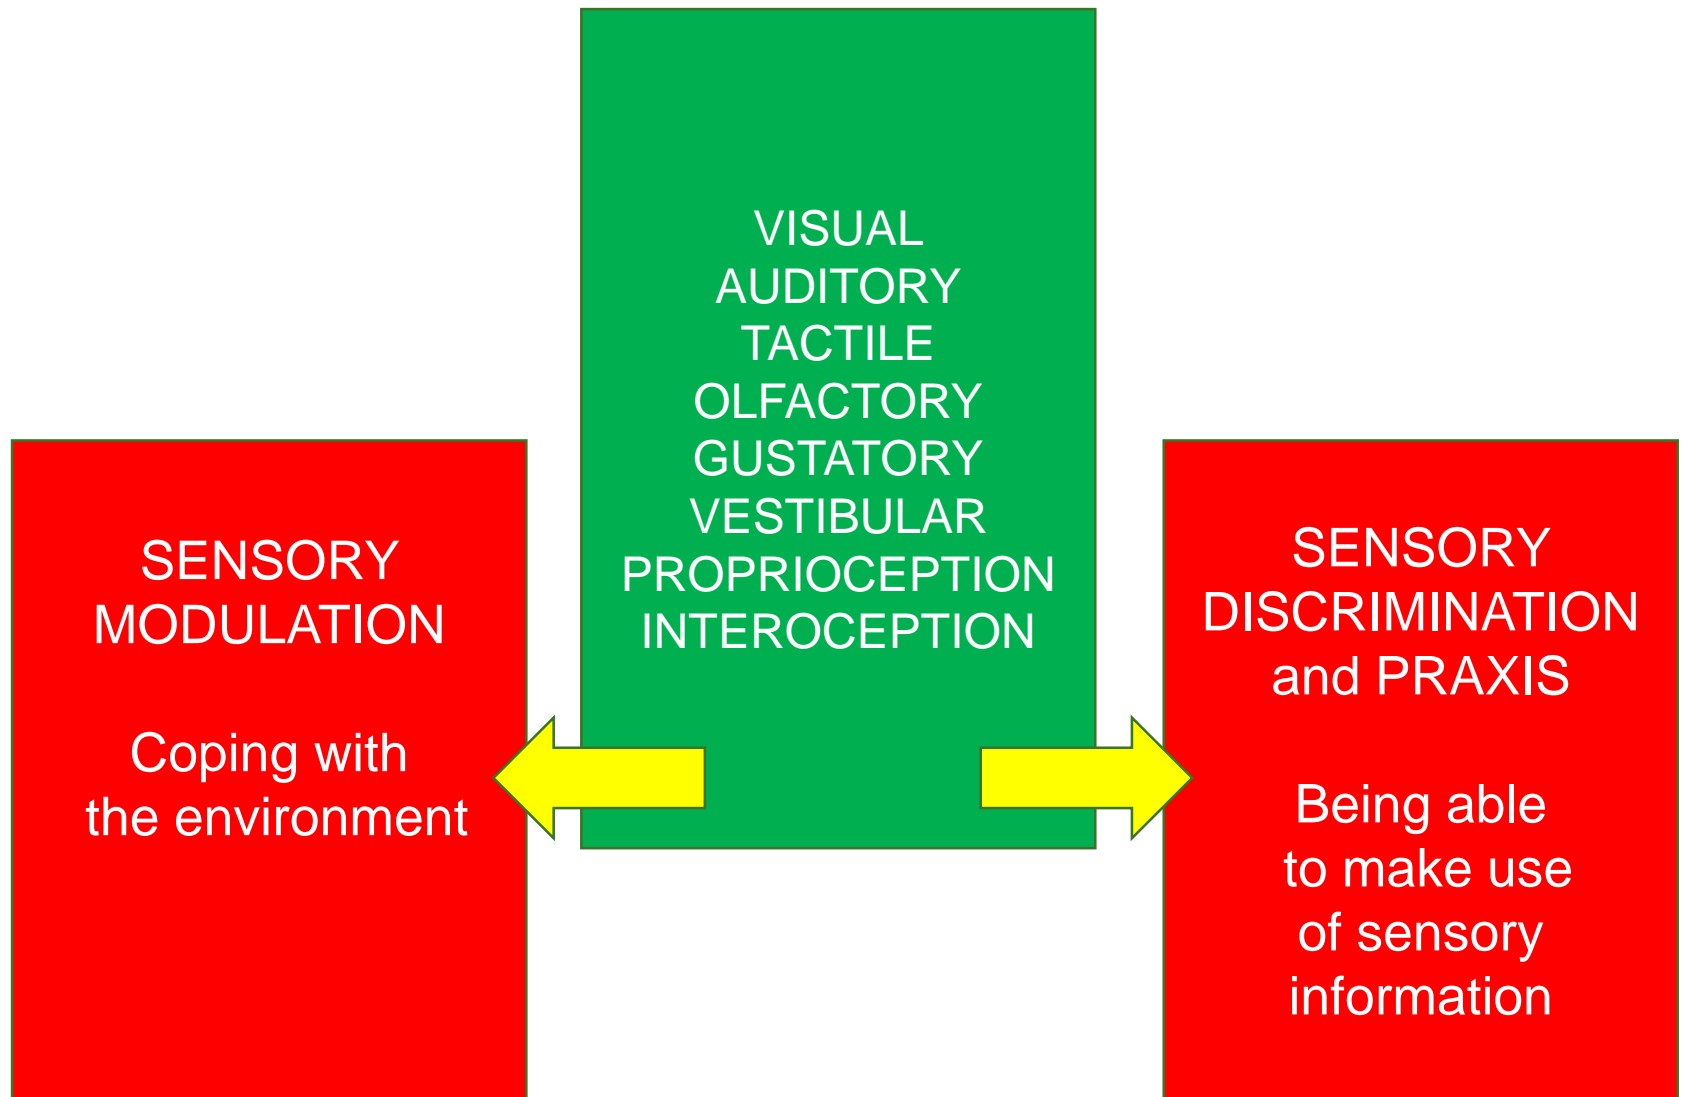 VISUAL
AUDITORY
TACTILE
OLFACTORY
GUSTATORY
VESTIBULAR
PROPRIOCEPTION
INTEROCEPTION
SENSORY
MODULATION
Coping with
the environment
SENSORY
DISCRIMINATION
and PRAXIS
Being able
to make use
of sensory
information